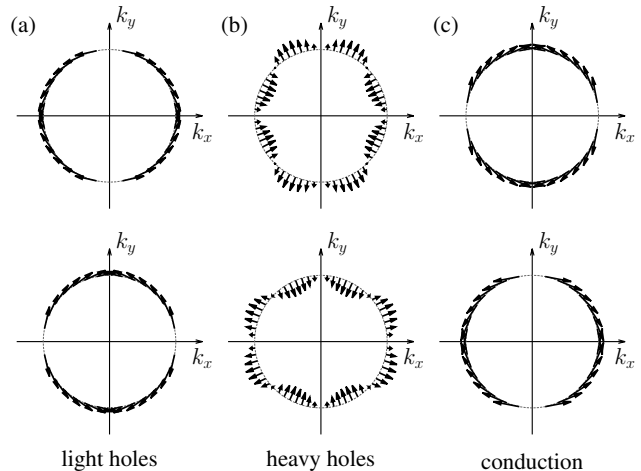 (a) (b) (c)
k_y k_y k_y
k_x k_x k_x
k_y k_y k_y
k_x k_x k_x
light holes heavy holes conduction